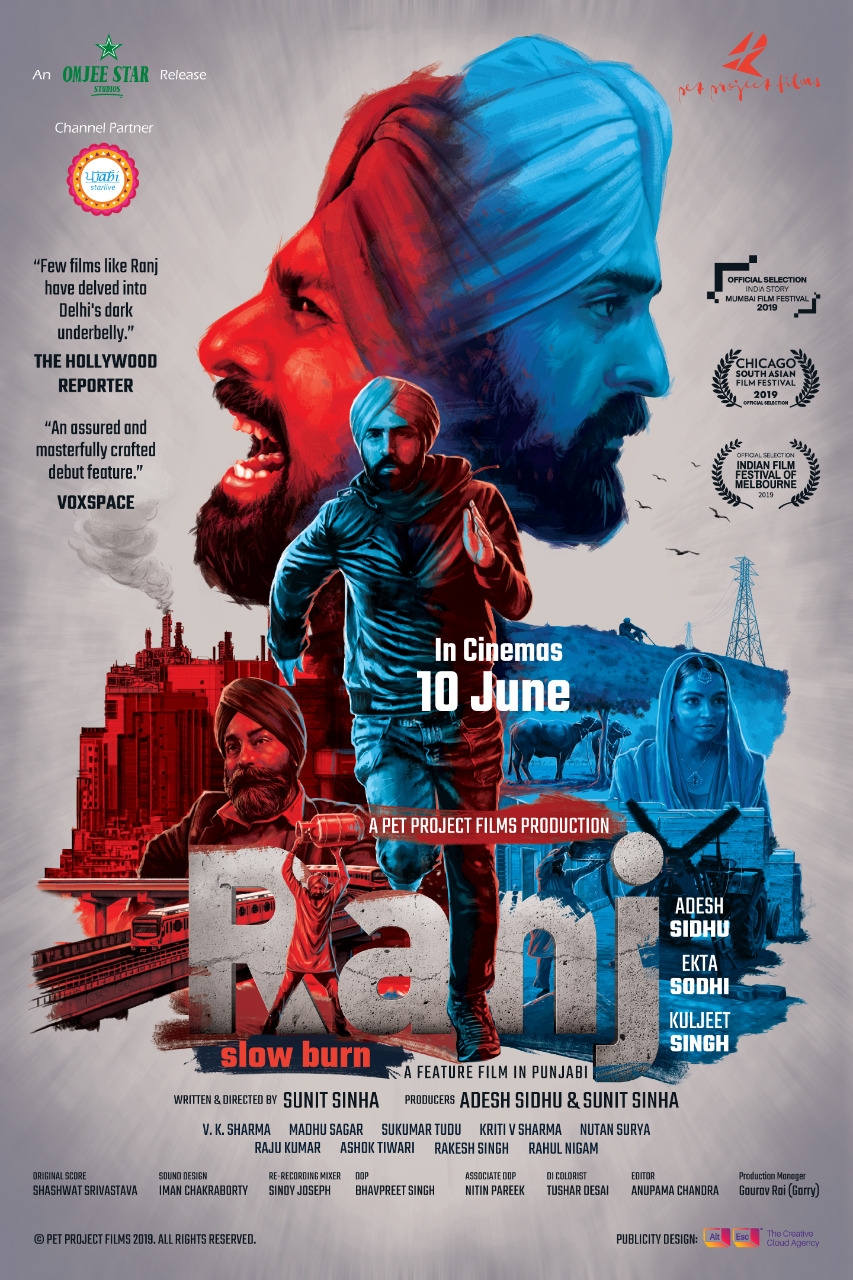 An OMJEE STAR STUDIOS Release
Channel Partner
ਪnjabi
starlive
pet project films
“Few films like Ranj
have delved into
Delhi's dark
underbelly.”
THE HOLLYWOOD
REPORTER
“An assured and
masterfully crafted
debut feature.”
VOXSPACE
OFFICIAL SELECTION
INDIA STORY
MUMBAI FILM FESTIVAL
2019
CHICAGO
SOUTH ASIAN
FILM FESTIVAL
2019
OFFICIAL SELECTION
OFFICIAL SELECTION
INDIAN FILM
FESTIVAL OF
MELBOURNE
2019
In Cinemas
10 June
A PET PROJECT FILMS PRODUCTION
Ranj
slow burn
A FEATURE FILM IN PUNJABI
ADESH
SIDHU
EKTA
SODHI
KULJEET
SINGH
WRITTEN & DIRECTED BY SUNIT SINHA PRODUCERS ADESH SIDHU & SUNIT SINHA
V. K. SHARMA MADHU SAGAR SUKUMAR TUDU KRITI V SHARMA NUTAN SURYA
RAJU KUMAR ASHOK TIWARI RAKESH SINGH RAHUL NIGAM
ORIGINAL SCORE SOUND DESIGN RE-RECORDING MIXER DOP ASSOCIATE DOP DI COLORIST EDITOR Production Manager
SHASHWAT SRIVASTAVA IMAN CHAKRABORTY SINOY JOSEPH BHAVPREET SINGH NITIN PAREEK TUSHAR DESAI ANUPAMA CHANDRA Gaurav Rai (Garry)
© PET PROJECT FILMS 2019. ALL RIGHTS RESERVED.
PUBLICITY DESIGN: Alt Esc The Creative
Cloud Agency